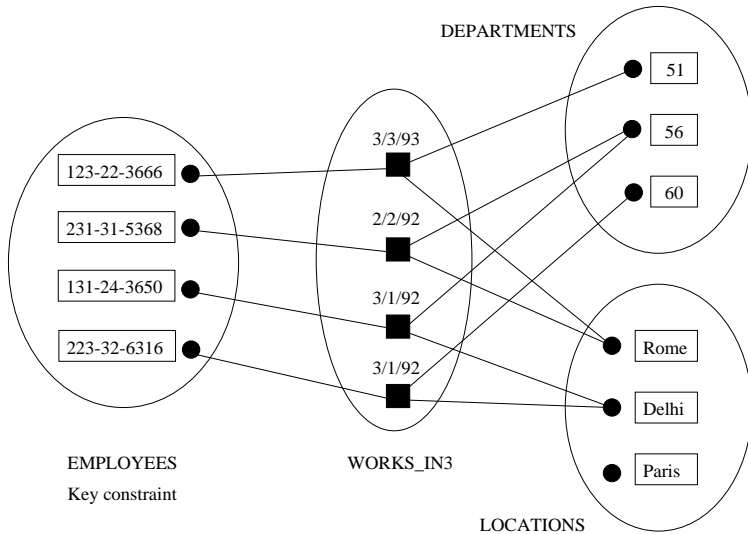 DEPARTMENTS
51
56
60
3/3/93
123-22-3666
2/2/92
231-31-5368
3/1/92
131-24-3650
3/1/92
223-32-6316
Rome
Delhi
Paris
EMPLOYEES
WORKS_IN3
Key constraint
LOCATIONS